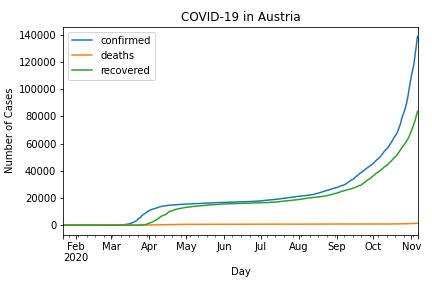 COVID-19 in Austria
confirmed
deaths
recovered
Number of Cases
140000
120000
100000
80000
60000
40000
20000
0
Feb Mar Apr May Jun Jul Aug Sep Oct Nov
2020
Day